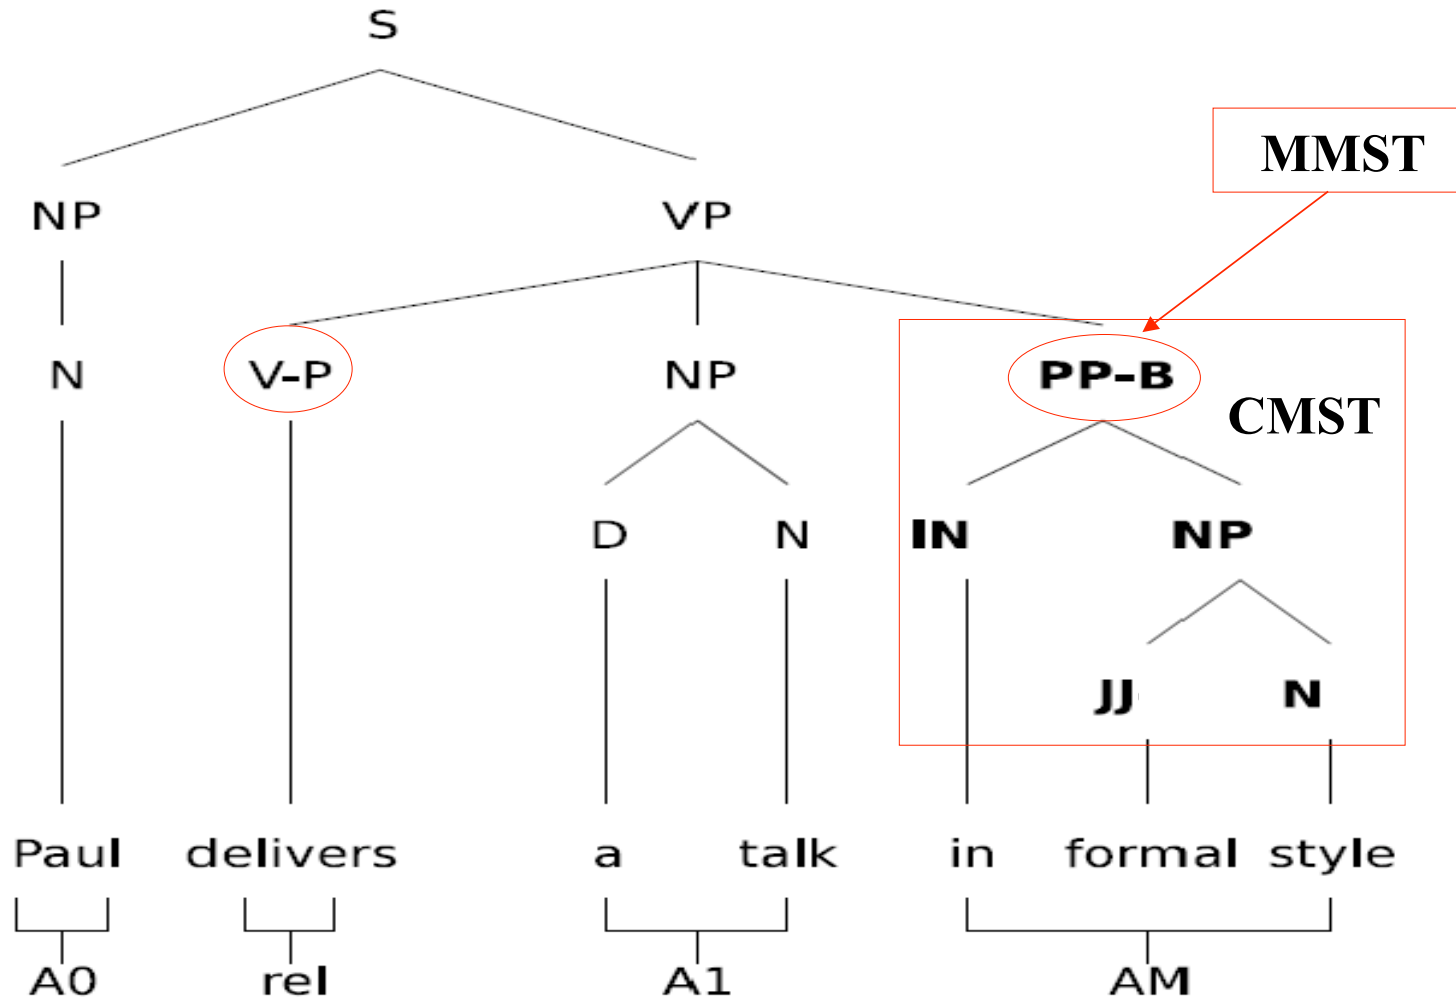 S
MMST
NP VP
N V-P NP PP-B
CMST
D N IN NP
JJ N
Paul delivers a talk in formal style
A0 rel A1 AM